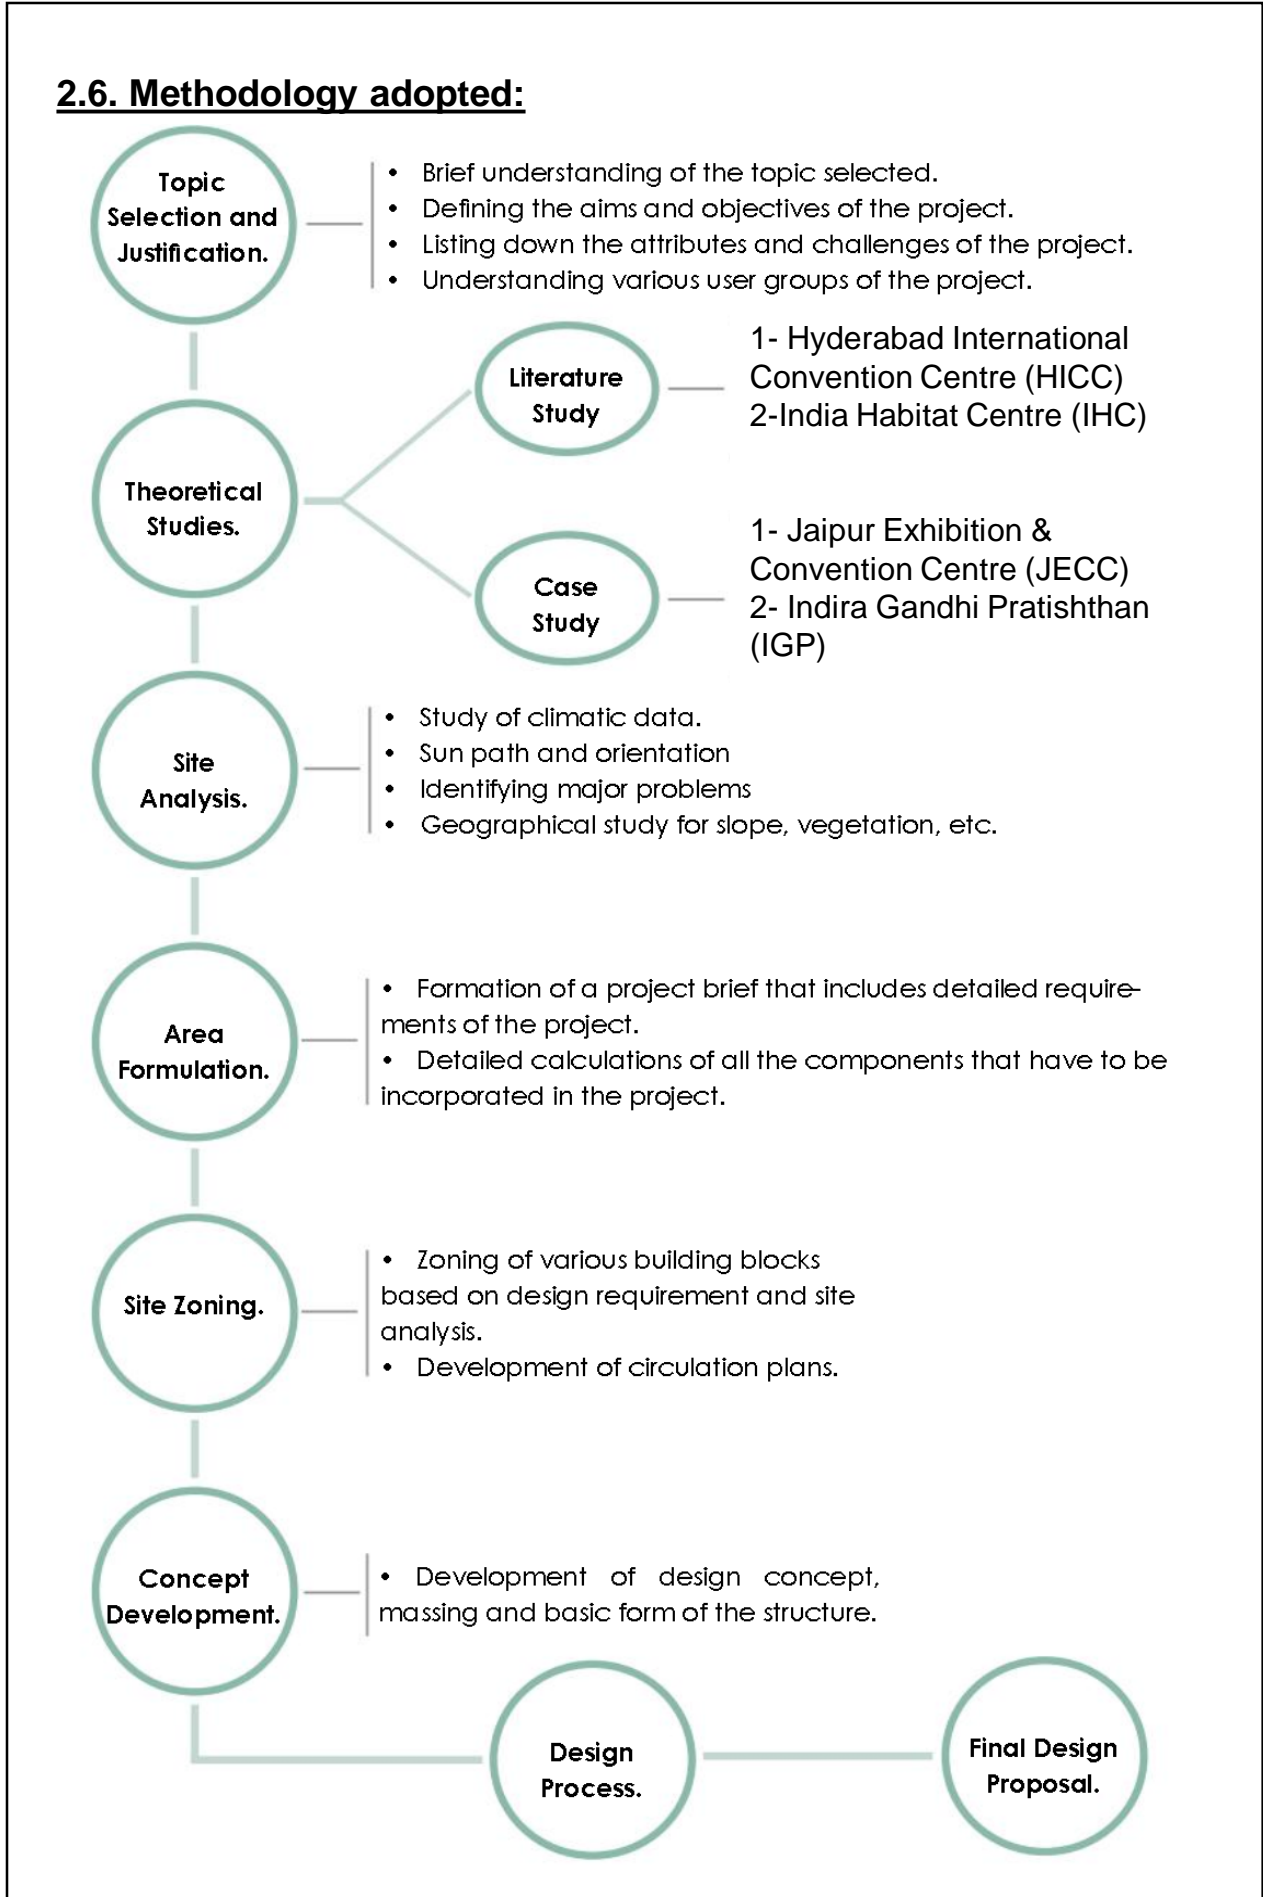 2.6. Methodology adopted:
Topic
Selection and
Justification.
• Brief understanding of the topic selected.
• Defining the aims and objectives of the project.
• Listing down the attributes and challenges of the project.
• Understanding various user groups of the project.
Theoretical
Studies.
Literature
Study
1- Hyderabad International
Convention Centre (HICC)
2-India Habitat Centre (IHC)
Case
Study
1- Jaipur Exhibition &
Convention Centre (JECC)
2- Indira Gandhi Pratishthan
(IGP)
Site
Analysis.
• Study of climatic data.
• Sun path and orientation
• Identifying major problems
• Geographical study for slope, vegetation, etc.
Area
Formulation.
• Formation of a project brief that includes detailed require-
ments of the project.
• Detailed calculations of all the components that have to be
incorporated in the project.
Site Zoning.
• Zoning of various building blocks
based on design requirement and site
analysis.
• Development of circulation plans.
Concept
Development.
• Development of design concept,
massing and basic form of the structure.
Design
Process.
Final Design
Proposal.